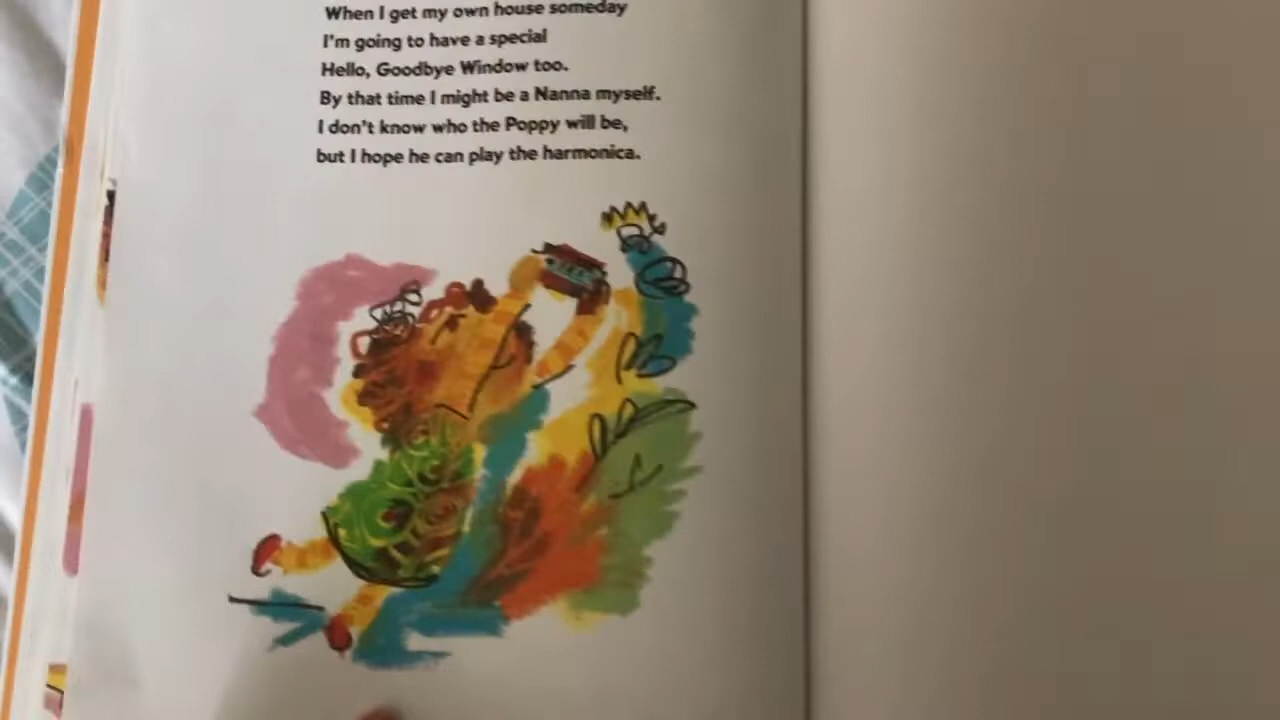 When I get my own house someday
I'm going to have a special
Hello, Goodbye Window too.
By that time I might be a Nanna myself.
I don't know who the Poppy will be,
but I hope he can play the harmonica.